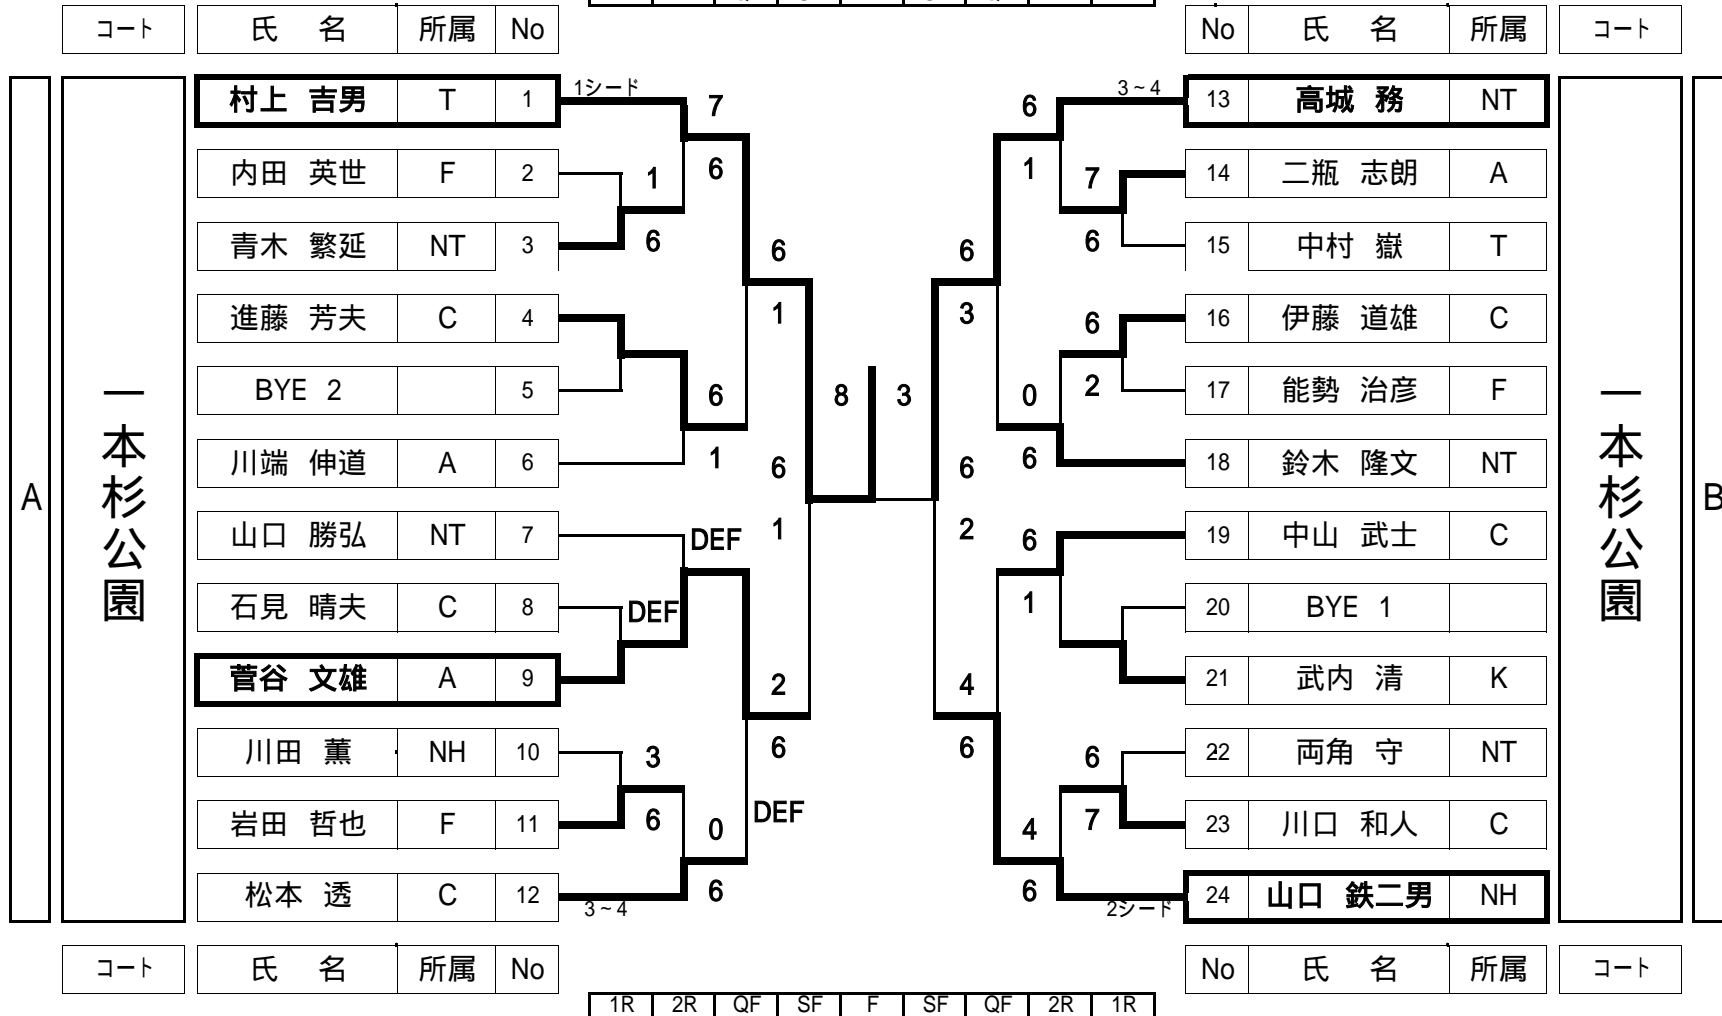 コート 氏 名 所属 No No 氏 名 所属 コート
村上 吉男 T 1 1シード 7 6 3~4 13 高城 務 NT
内田 英世 F 2 1 6 1 7 14 二瓶 志朗 A
青木 繁延 NT 3 6 6 6 6 15 中村 嶽 T
進藤 芳夫 C 4 1 3 6 16 伊藤 道雄 C
BYE 2 5 6 8 3 0 2 17 能勢 治彦 F
川端 伸道 A 6 1 6 6 6 18 鈴木 隆文 NT
A 一本杉公園 一本杉公園 B
山口 勝弘 NT 7 DEF 1 2 6 19 中山 武士 C
石見 晴夫 C 8 DEF 1 20 BYE 1
菅谷 文雄 A 9 2 4 21 武内 清 K
川田 薫 NH 10 3 6 6 6 22 両角 守 NT
岩田 哲也 F 11 6 0 DEF 4 7 23 川口 和人 C
松本 透 C 12 3~4 6 6 2シード 24 山口 鉄二男 NH
コート 氏 名 所属 No No 氏 名 所属 コート
1R 2R QF SF F SF QF 2R 1R